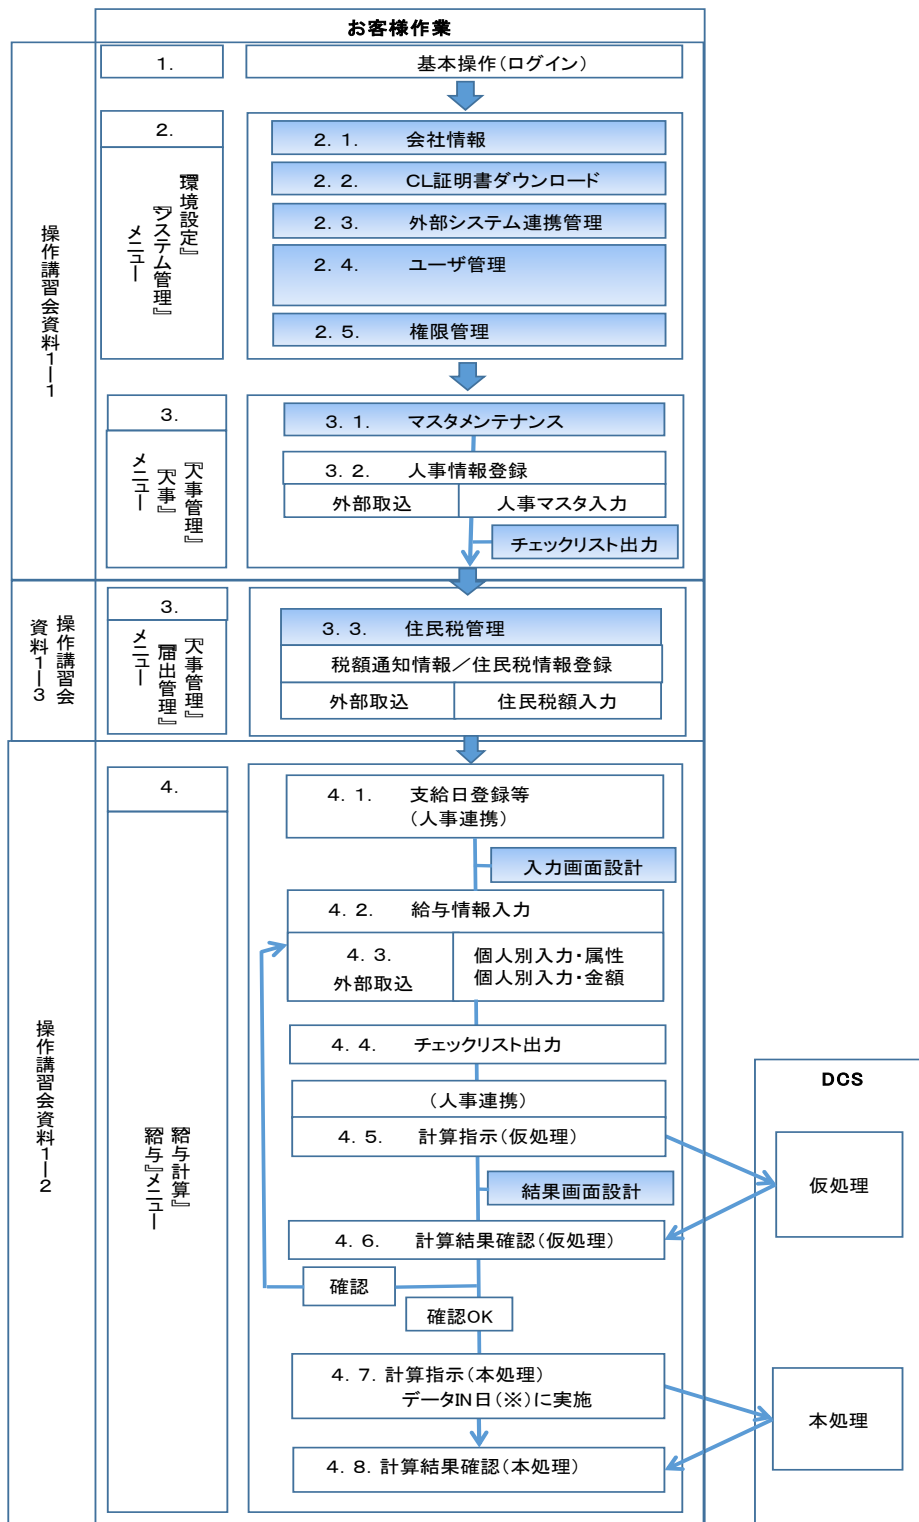 お客様作業
操作講習会資料1ー1
1.
基本操作(ログイン)
2.
『環境設定』
『システム管理』
メニュー
2. 1. 会社情報
2. 2. CL証明書ダウンロード
2. 3. 外部システム連携管理
2. 4. ユーザ管理
2. 5. 権限管理
3.
『人事管理』
『人事』
メニュー
3. 1. マスタメンテナンス
3. 2. 人事情報登録
外部取込
人事マスタ入力
チェックリスト出力
操作講習会
資料1ー3
3.
『人事管理』
『届出管理』
メニュー
3. 3. 住民税管理
税額通知情報/住民税情報登録
外部取込
住民税額入力
操作講習会資料1ー2
4.
『給与計算』
『給与』メニュー
4. 1. 支給日登録等
(人事連携)
入力画面設計
4. 2. 給与情報入力
4. 3.
外部取込
個人別入力・属性
個人別入力・金額
4. 4. チェックリスト出力
(人事連携)
4. 5. 計算指示(仮処理)
結果画面設計
4. 6. 計算結果確認(仮処理)
確認
確認OK
4. 7. 計算指示(本処理)
データIN日(※)に実施
4. 8. 計算結果確認(本処理)
DCS
仮処理
本処理